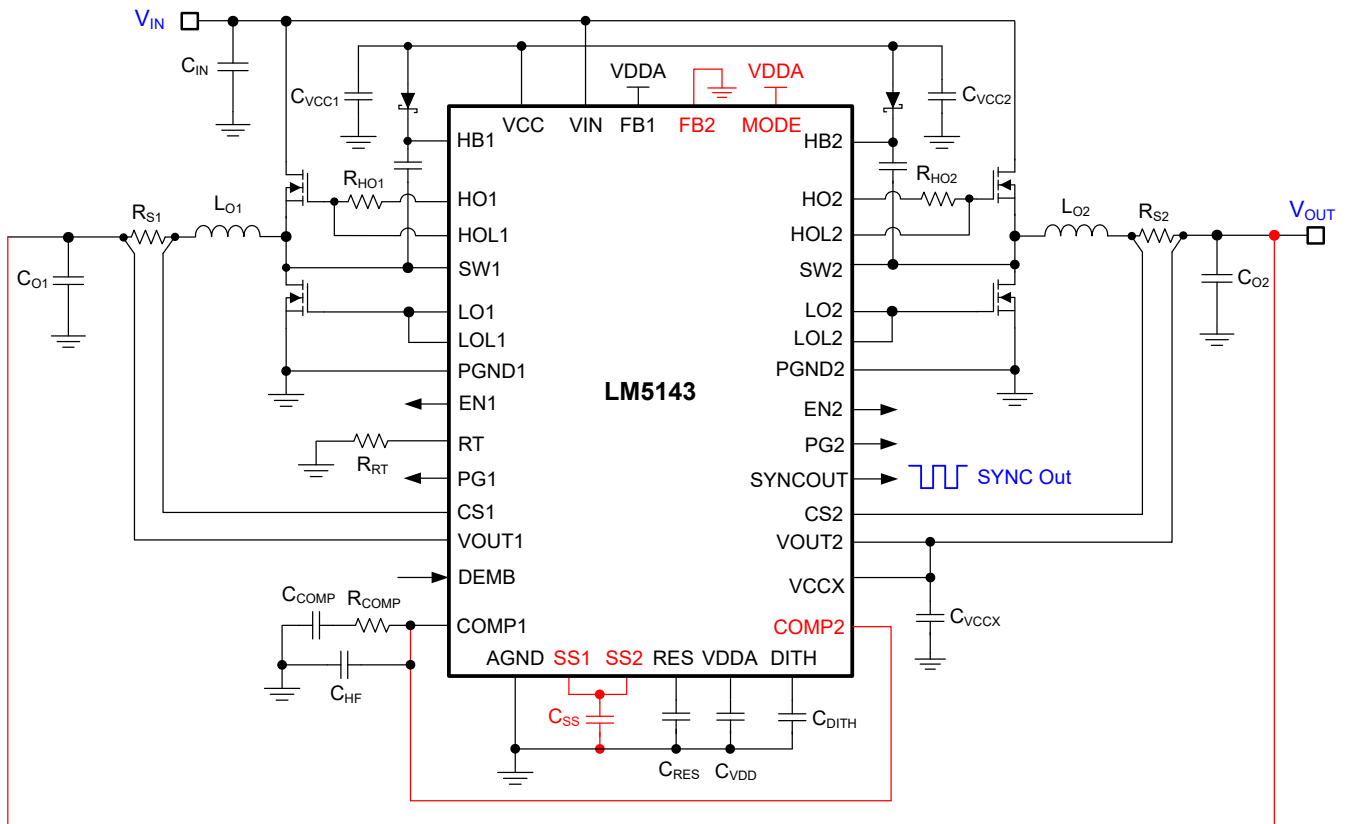 VIN
CIN
CVCC1
VDDA
VDDA
CVCC2
VCC
VIN
FB1
FB2
MODE
HB1
HB2
RHO1
HO1
HO2
RHO2
RS1
LO1
HOL1
HOL2
LO2
RS2
VOUT
SW1
SW2
CO1
CO2
LO1
LO2
LOL1
LOL2
PGND1
PGND2
LM5143
EN1
EN2
RT
RRT
PG2
PG1
SYNCOUT
SYNC Out
CS1
CS2
VOUT1
VOUT2
DEMB
VCCX
CCOMP
RCOMP
COMP1
COMP2
CVCCX
AGND
SS1
SS2
RES
VDDA
DITH
CHF
CSS
CDITH
CRES
CVDD